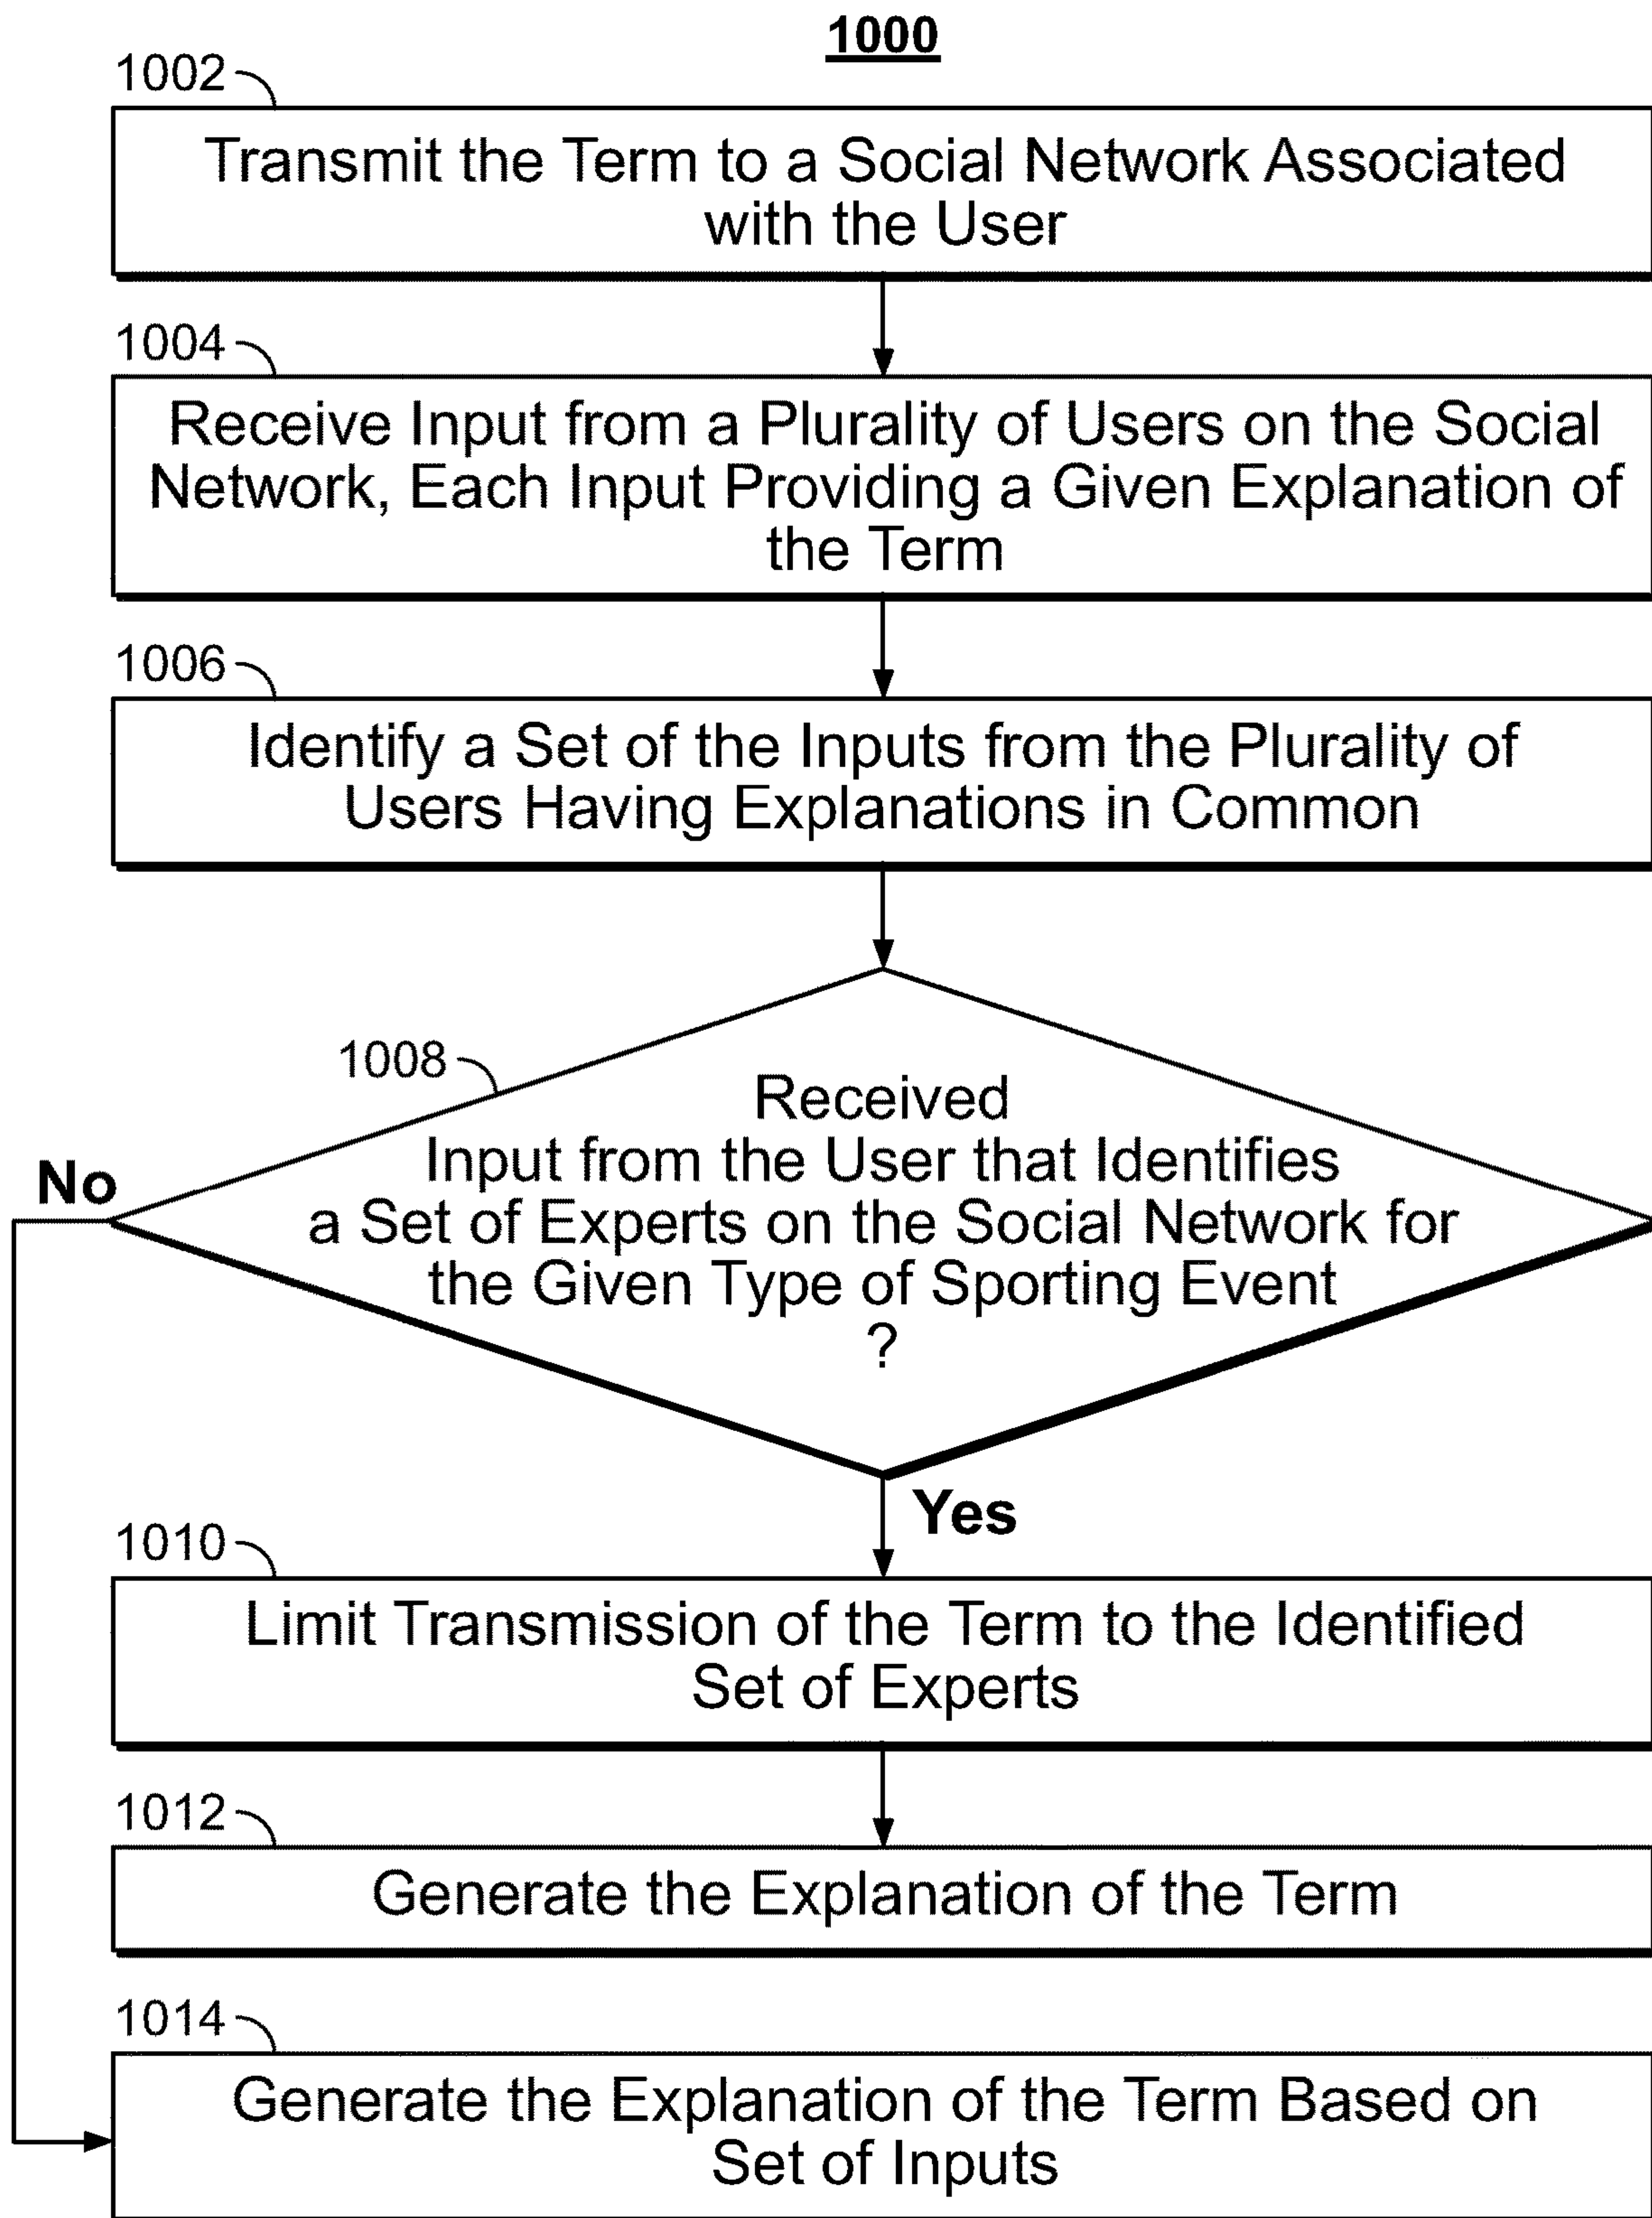 1000
1002
Transmit the Term to a Social Network Associated
with the User
1004
Receive Input from a Plurality of Users on the Social
Network, Each Input Providing a Given Explanation of
the Term
1006
Identify a Set of the Inputs from the Plurality of
Users Having Explanations in Common
1008
Received
Input from the User that Identifies
a Set of Experts on the Social Network for
the Given Type of Sporting Event
?
No
Yes
1010
Limit Transmission of the Term to the Identified
Set of Experts
1012
Generate the Explanation of the Term
1014
Generate the Explanation of the Term Based on
Set of Inputs